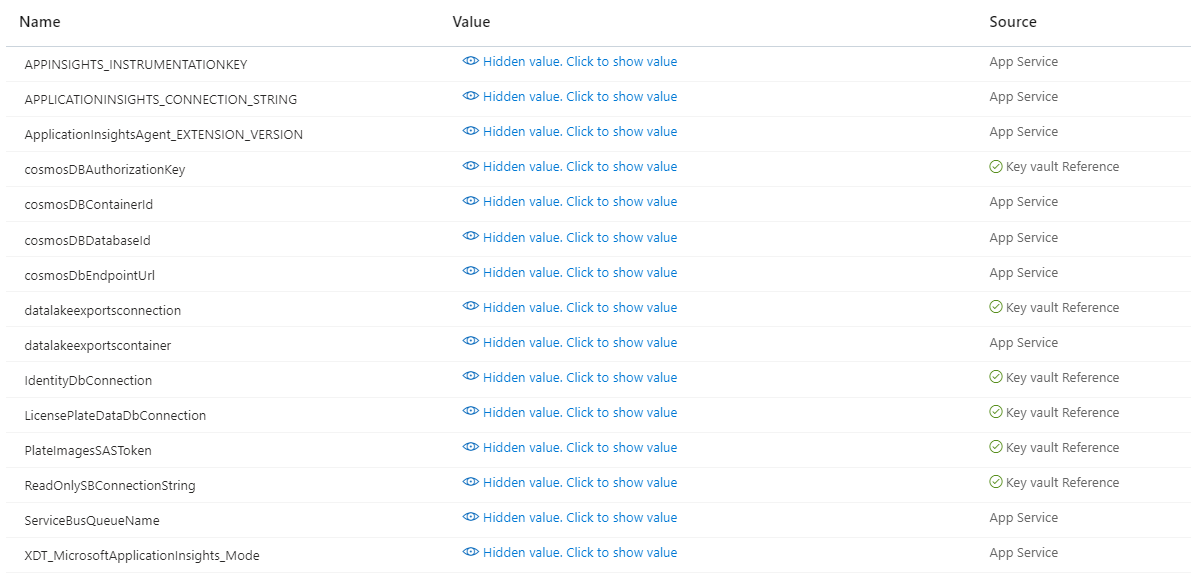 Name Value Source
APPINSIGHTS_INSTRUMENTATIONKEY Hidden value. Click to show value App Service
APPLICATIONINSIGHTS_CONNECTION_STRING Hidden value. Click to show value App Service
ApplicationInsightsAgent_EXTENSION_VERSION Hidden value. Click to show value App Service
cosmosDBAuthorizationKey Hidden value. Click to show value Key vault Reference
cosmosDBContainerId Hidden value. Click to show value App Service
cosmosDBDatabaseId Hidden value. Click to show value App Service
cosmosDbEndpointUrl Hidden value. Click to show value App Service
datalakeexportsconnection Hidden value. Click to show value Key vault Reference
datalakeexportscontainer Hidden value. Click to show value App Service
IdentityDbConnection Hidden value. Click to show value Key vault Reference
LicensePlateDataDbConnection Hidden value. Click to show value Key vault Reference
PlateImagesSASToken Hidden value. Click to show value Key vault Reference
ReadOnlySBConnectionString Hidden value. Click to show value Key vault Reference
ServiceBusQueueName Hidden value. Click to show value App Service
XDT_MicrosoftApplicationInsights_Mode Hidden value. Click to show value App Service